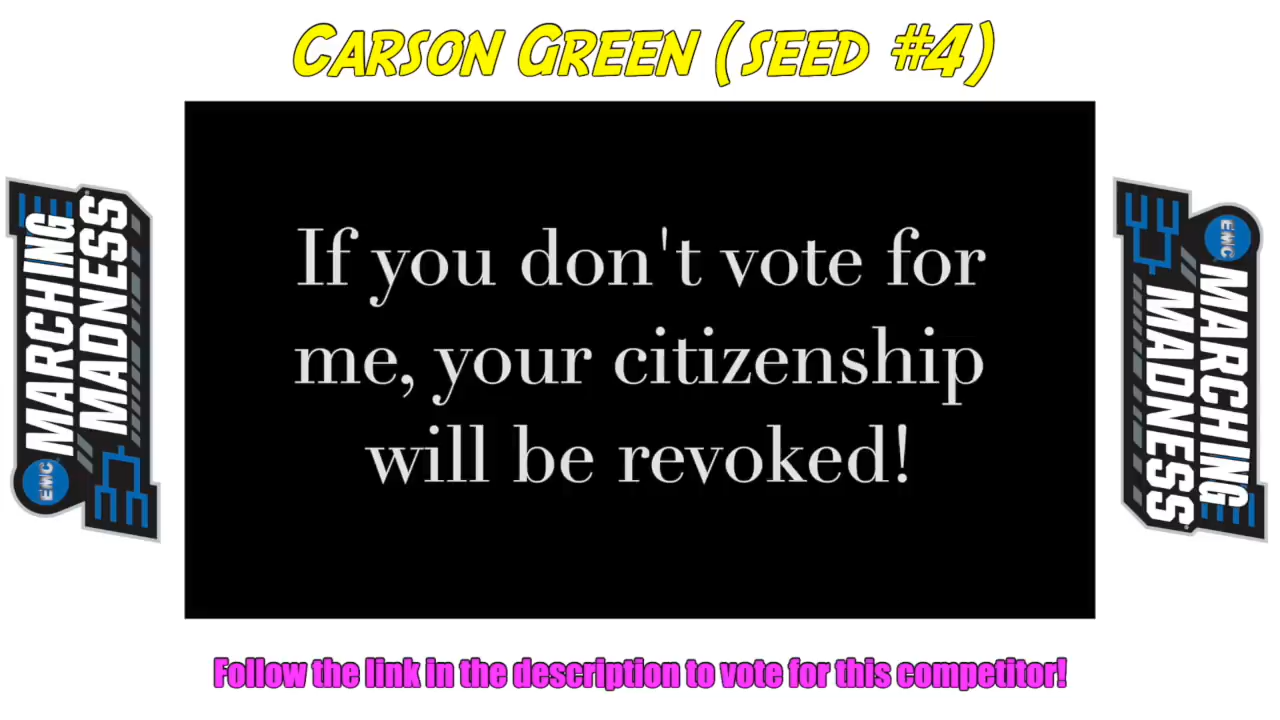 Carson Green (seed #4)
EMC MARCHING
MADNESS
If you don't vote for
me, your citizenship
will be revoked!
EMC MARCHING
MADNESS
Follow the link in the description to vote for this competitor!